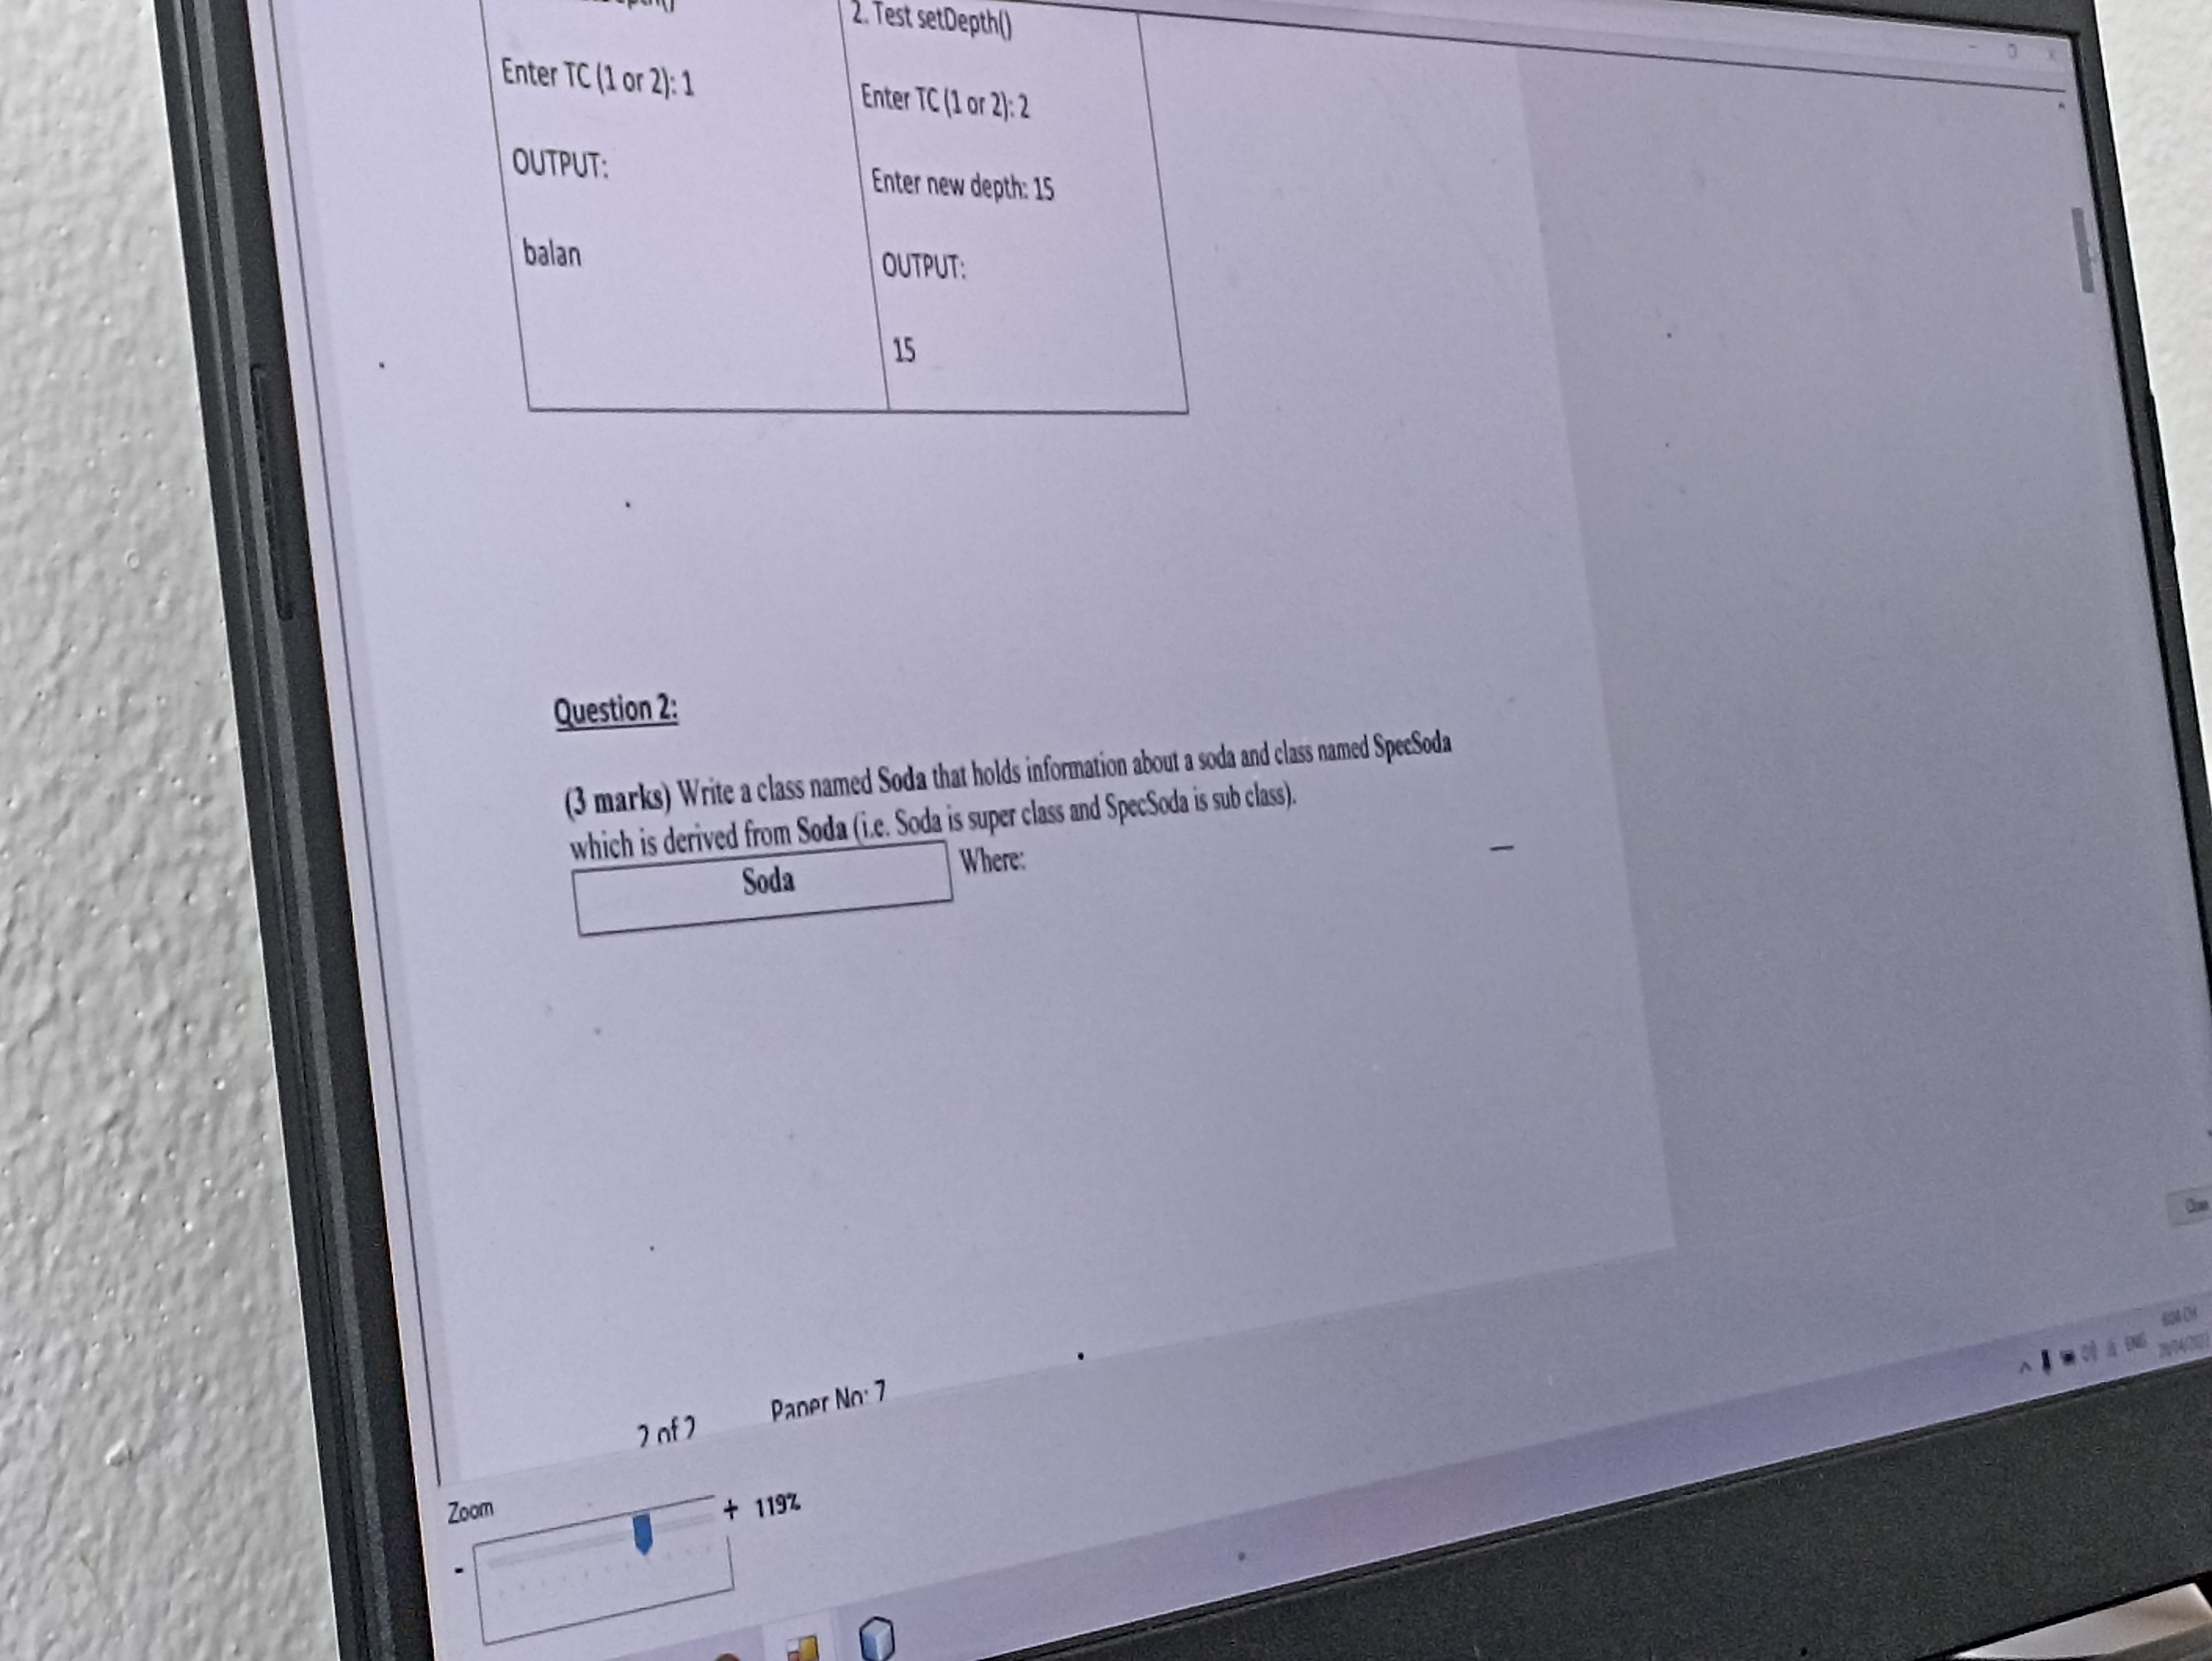 2. Test setDepth()
Enter TC (1 or 2): 1
Enter TC (1 or 2): 2
OUTPUT:
Enter new depth: 15
balan
OUTPUT:
15
Question 2:
(3 marks) Write a class named Soda that holds information about a soda and class named SpecSoda
which is derived from Soda (i.e. Soda is super class and SpecSoda is sub class).
Soda
Where:
2 of 2
Paper No: 7
Zoom
- + 119%
Close
ENG